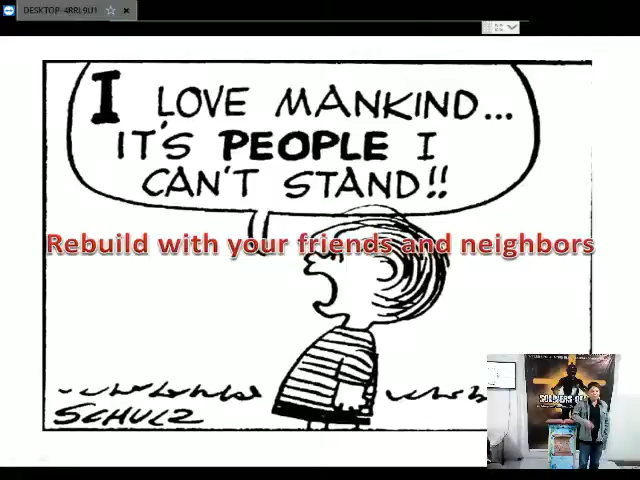 DESKTOP-4RRL9U1
I LOVE MANKIND...
IT'S PEOPLE I
CAN'T STAND!!
Rebuild with your friends and neighbors
SCHULZ
SOLDIERS OF